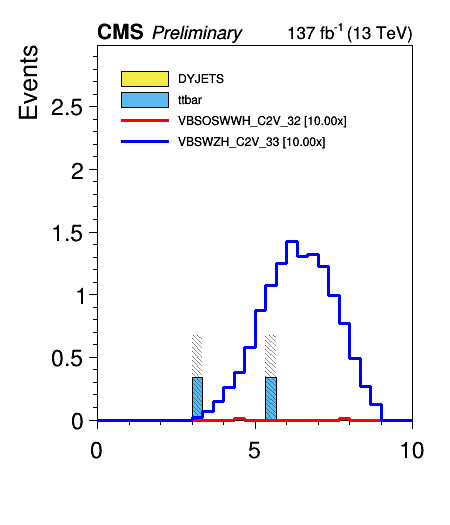 CMS Preliminary 137 fb⁻¹ (13 TeV)
Events
DYJETS
ttbar
VBSOSWWH_C2V_32 [10.00x]
VBSWZH_C2V_33 [10.00x]
2.5
2
1.5
1
0.5
0
0 5 10